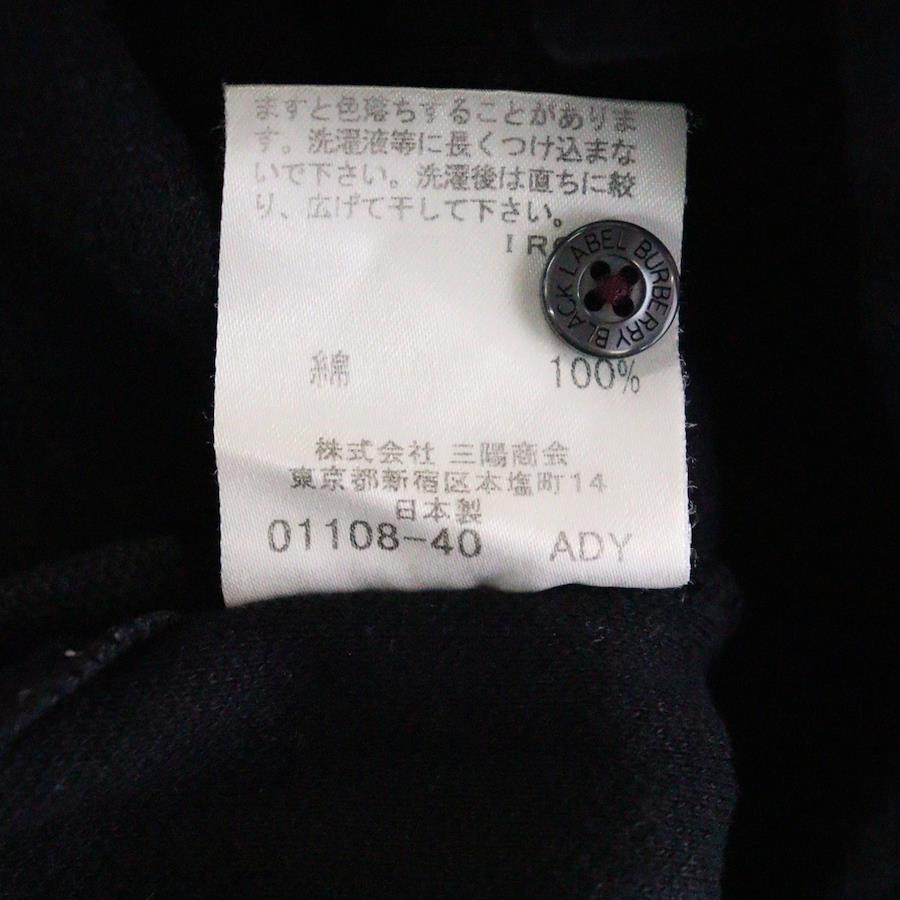 ますと色落ちすることがありま
す。洗濯液等に長くつけ込まな
いで下さい。洗濯後は直ちに絞
り、広げて干して下さい。
BLACK LABEL BURBERRY
綿 100%
株式会社 三陽商会
東京都新宿区本塩町14
日本製
01108-40 ADY